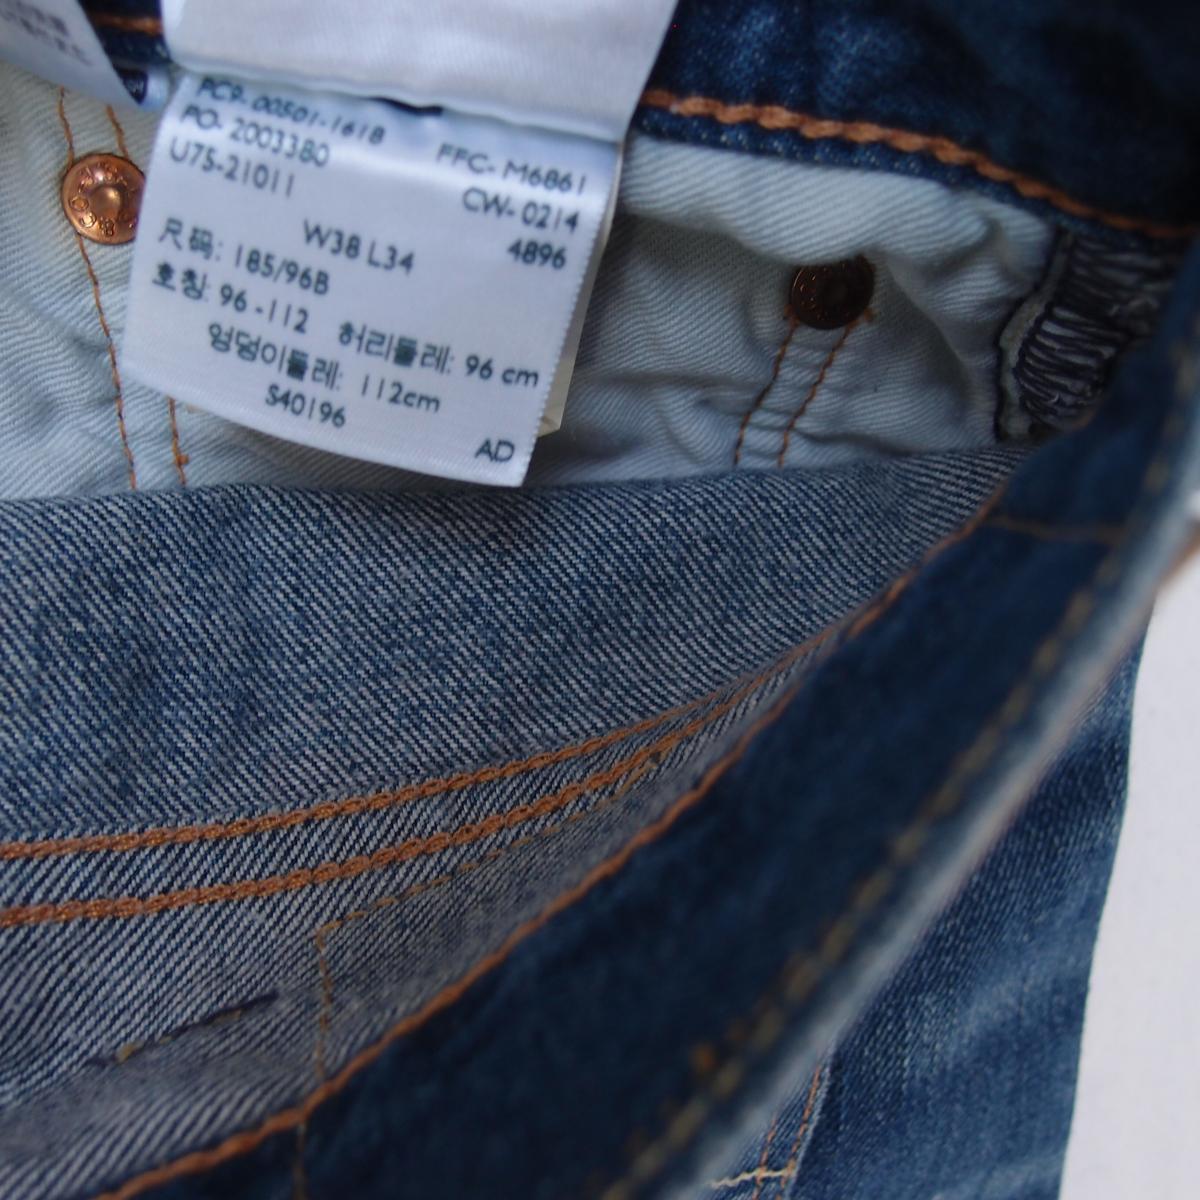 PC9-00501-1618
PO- 2003380 FFC- M6861
U75-21011 CW- 0214
W38 L34 4896
尺码: 185/96B
호칭: 96 -112 허리둘레: 96 cm
엉덩이둘레: 112cm
S40196
AD